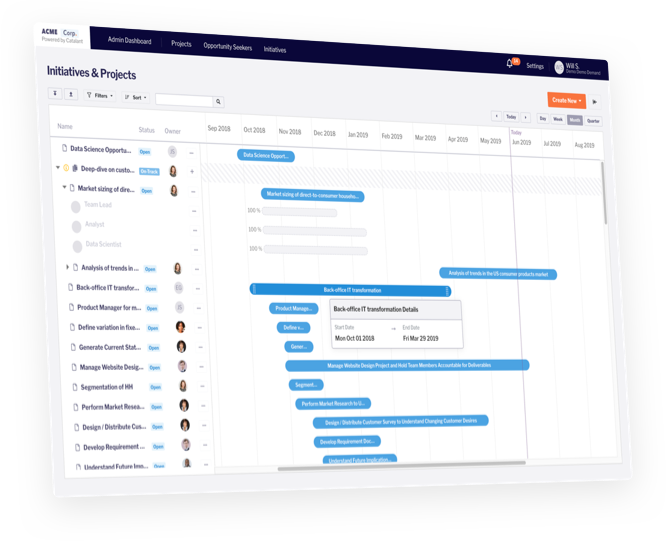 ACME Corp.
Powered by Catalant
Admin Dashboard Projects Opportunity Seekers Initiatives
Settings Will S.
Demo Demo Demand
Initiatives & Projects
Filters Sort
Create New
Today Day Week Month Quarter
Name Status Owner
Sep 2018 Oct 2018 Nov 2018 Dec 2018 Jan 2019 Feb 2019 Mar 2019 Apr 2019 May 2019 Jun 2019 Jul 2019 Aug 2019
Today
Data Science Opportu... Open Data Science Opport...
Deep-dive on custo... On Track
Market sizing of dire... Open Market sizing of direct-to-consumer househo...
Team Lead 100 %
Analyst 100 %
Data Scientist 100 %
Analysis of trends in ... Open Analysis of trends in the US consumer products market
Back-office IT transfor... Open Back-office IT transformation
Product Manager for m... Open Product Manage...
Back-office IT transformation Details
Start Date → End Date
Mon Oct 01 2018 Fri Mar 29 2019
Define variation in fixe... Open Define v...
Generate Current Stat... Open Gener...
Manage Website Desig... Open Manage Website Design Project and Hold Team Members Accountable for Deliverables
Segmentation of HM Open Segment...
Perform Market Resea... Open Perform Market Research to U...
Design / Distribute Cus... Open Design / Distribute Customer Survey to Understand Changing Customer Desires
Develop Requirement ... Open Develop Requirement Doc...
Understand Future Imp... Open Understand Future Implication...